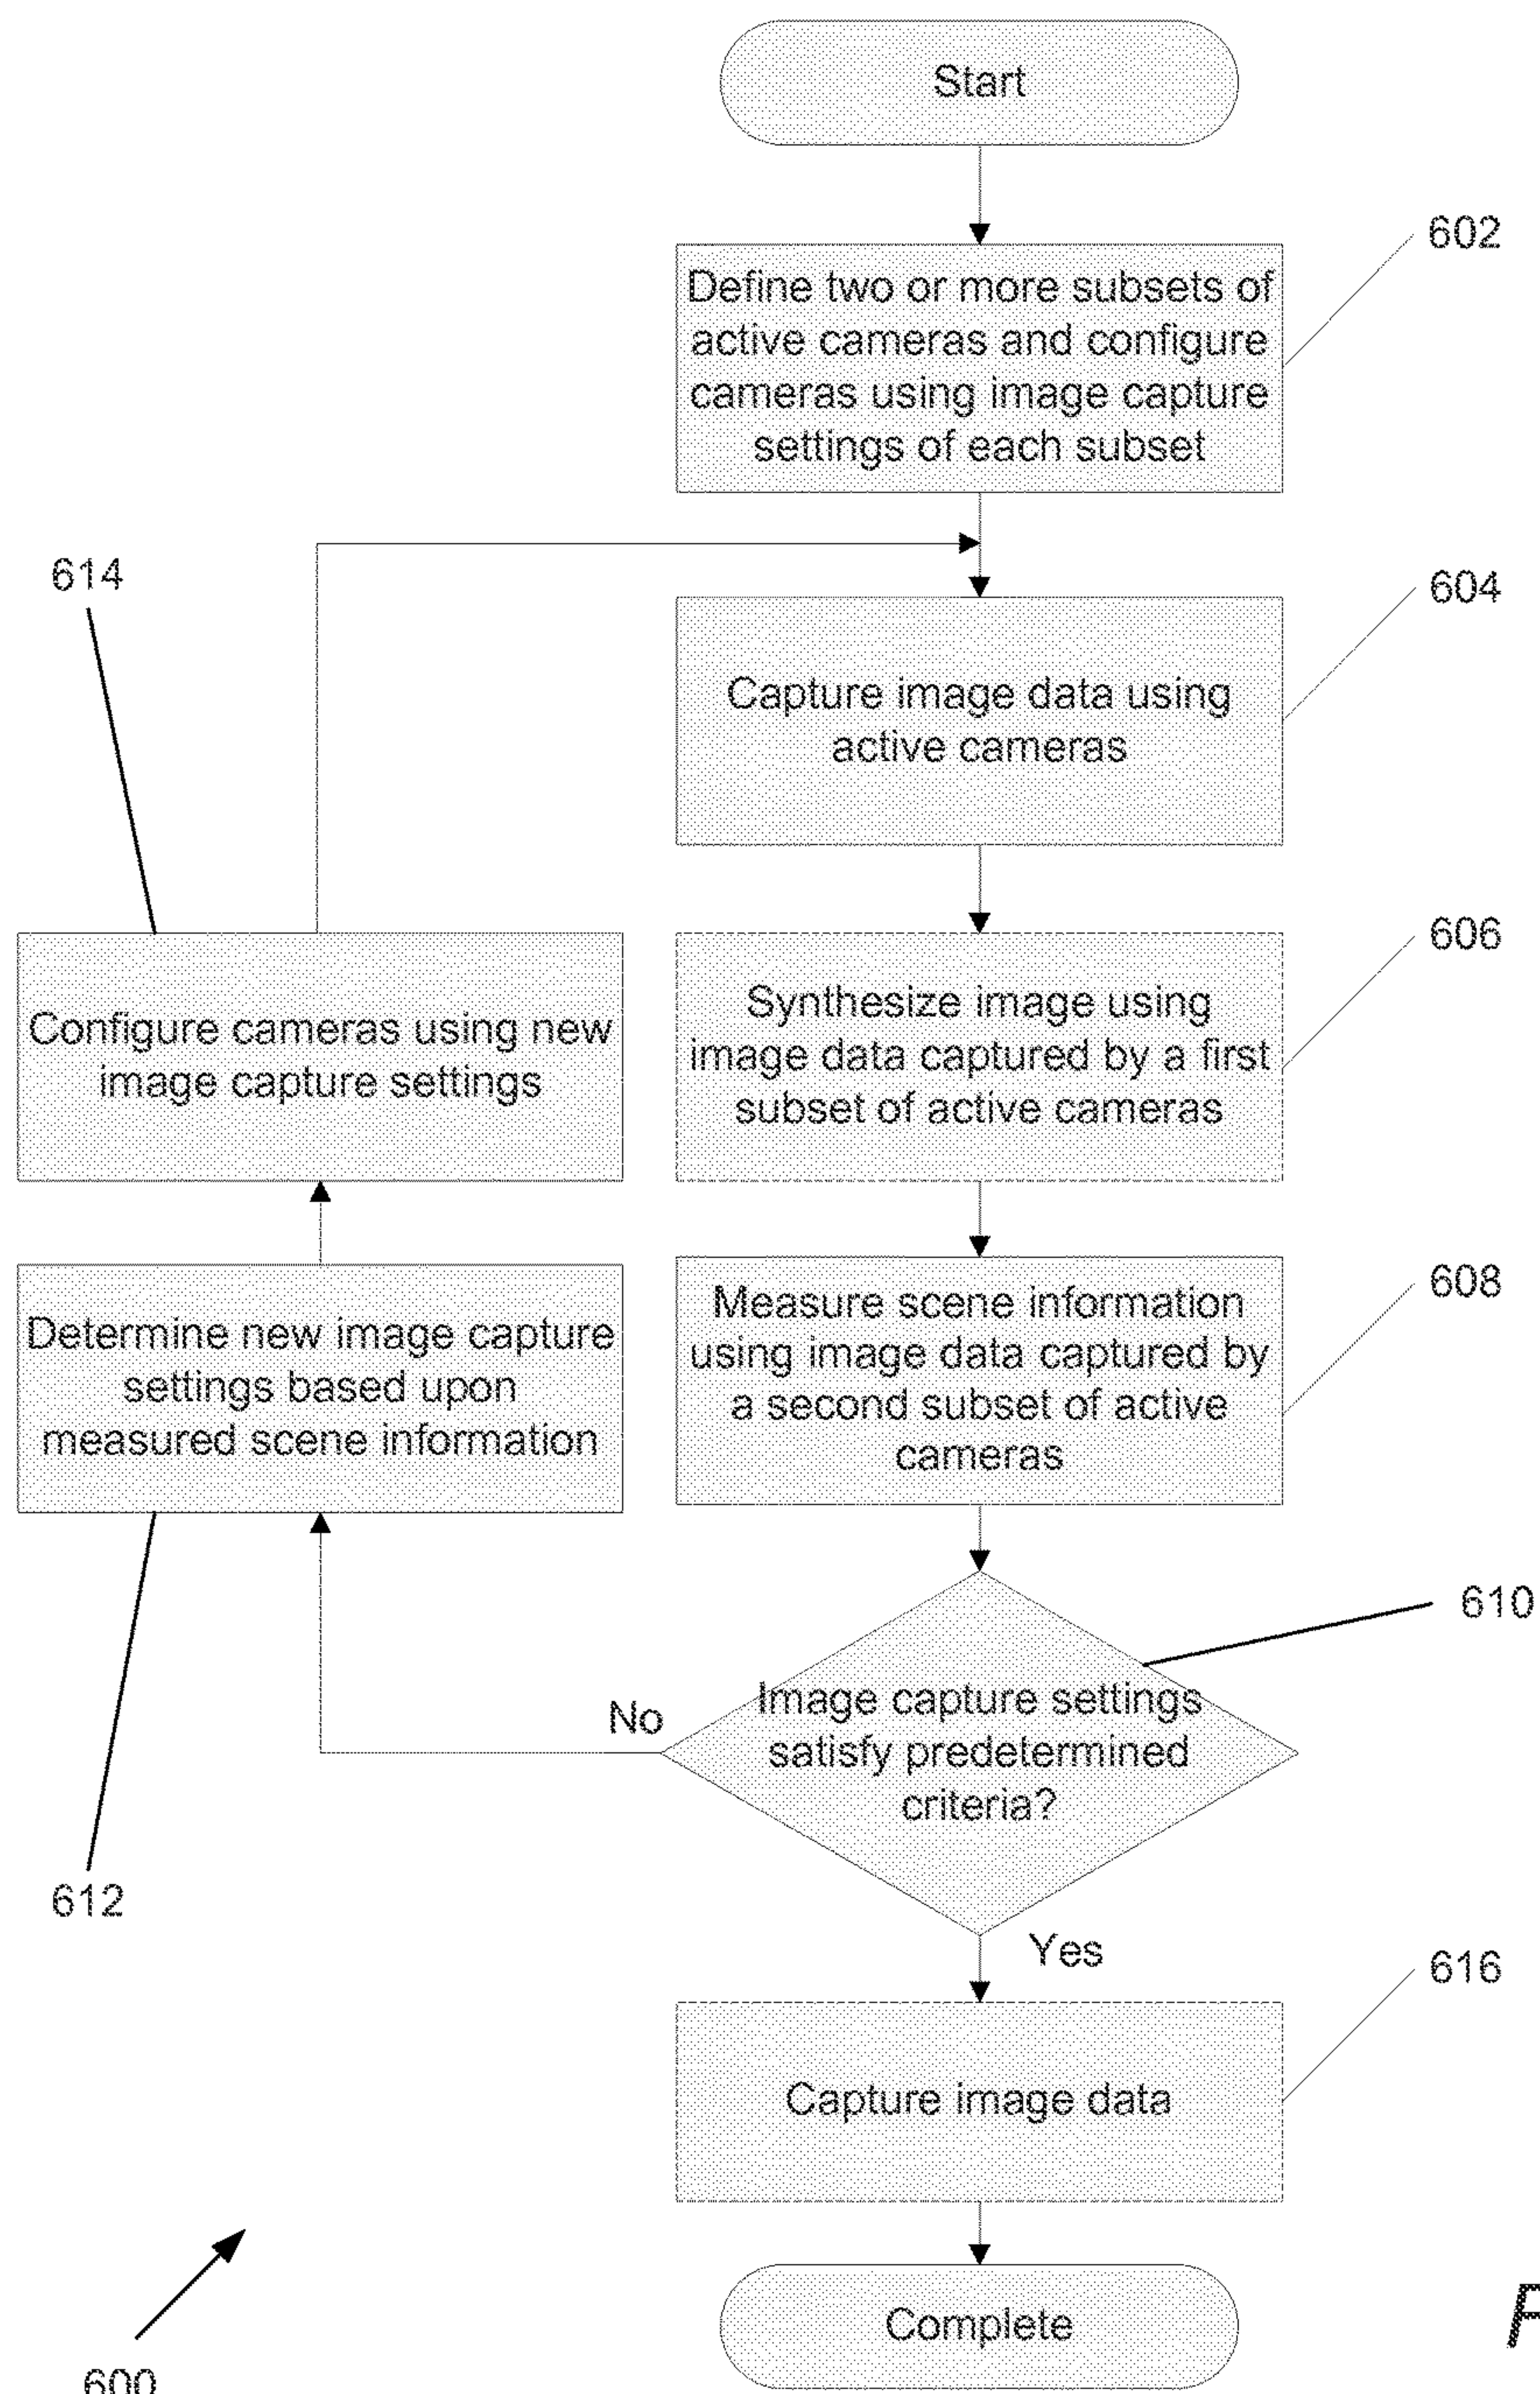 Start
602
Define two or more subsets of
active cameras and configure
cameras using image capture
settings of each subset
614
604
Capture image data using
active cameras
606
Synthesize image using
image data captured by a first
subset of active cameras
Configure cameras using new
image capture settings
608
Measure scene information
using image data captured by
a second subset of active
cameras
Determine new image capture
settings based upon
measured scene information
610
No
Image capture settings
satisfy predetermined
criteria?
612
Yes
616
Capture image data
Complete
600